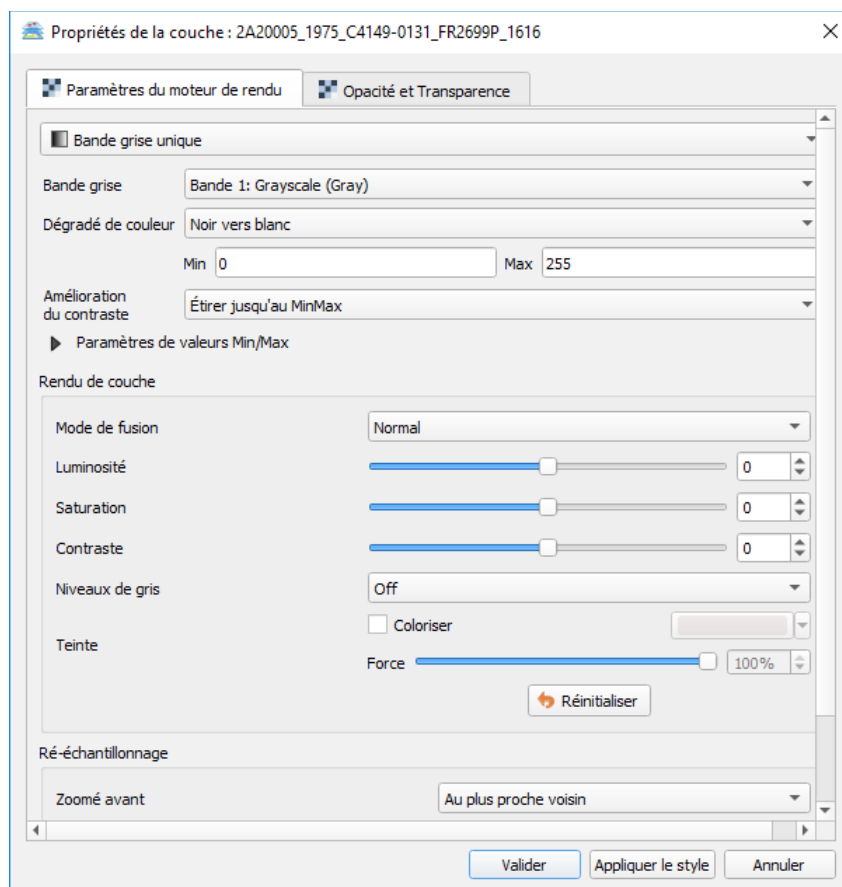 Propriétés de la couche : 2A20005_1975_C4149-0131_FR2699P_1616
Paramètres du moteur de rendu
Opacité et Transparence
Bande grise unique
Bande grise
Bande 1: Grayscale (Gray)
Dégradé de couleur
Noir vers blanc
Min 0
Max 255
Amélioration
du contraste
Étirer jusqu'au MinMax
Paramètres de valeurs Min/Max
Rendu de couche
Mode de fusion
Normal
Luminosité
0
Saturation
0
Contraste
0
Niveaux de gris
Off
Teinte
Coloriser
Force
100%
Réinitialiser
Ré-échantillonnage
Zoomé avant
Au plus proche voisin
Valider
Appliquer le style
Annuler